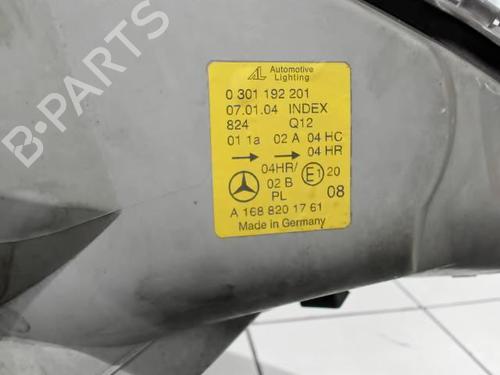 Automotive
Lighting
0 301 192 201
07.01.04 INDEX
824 Q12
01 1a 02 A 04 HC
04 HR
04HR/ E1 20
02 B
PL 08
A 168 820 17 61
Made in Germany